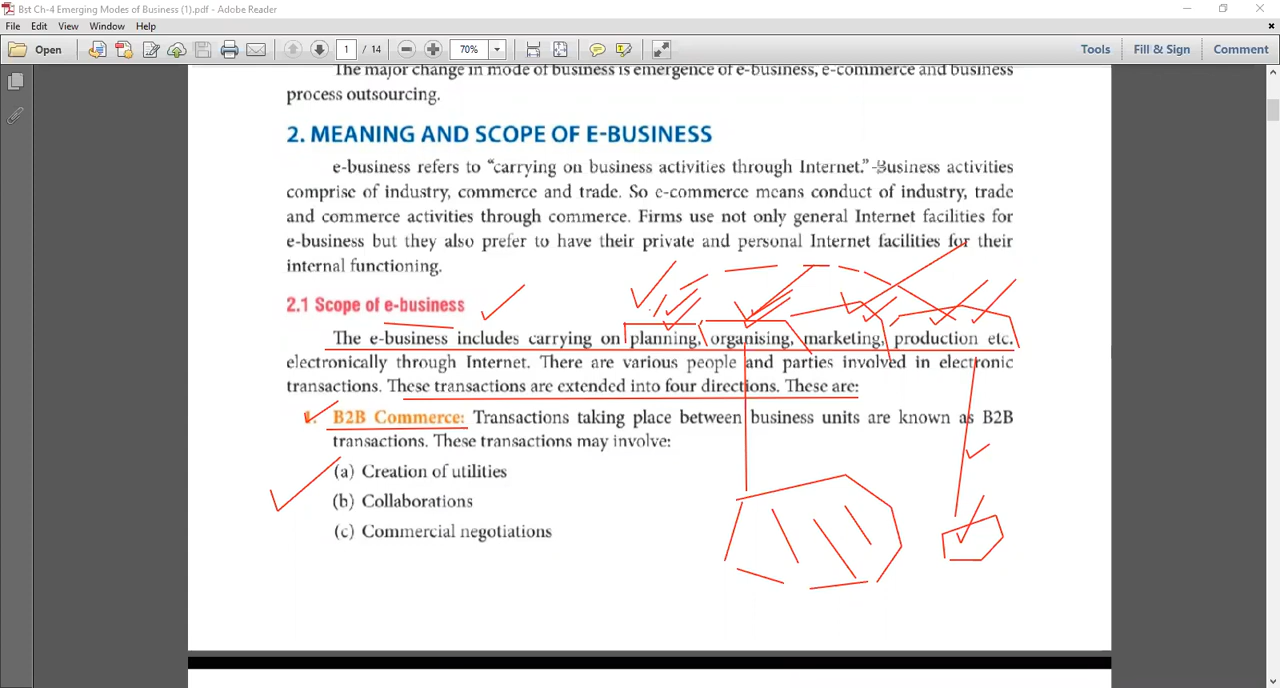 Bst Ch-4 Emerging Modes of Business (1).pdf - Adobe Reader
File Edit View Window Help
Open 1 / 14 70% Tools Fill & Sign Comment
The major change in mode of business is emergence of e-business, e-commerce and business
process outsourcing.
2. MEANING AND SCOPE OF E-BUSINESS
e-business refers to “carrying on business activities through Internet.” Business activities
comprise of industry, commerce and trade. So e-commerce means conduct of industry, trade
and commerce activities through commerce. Firms use not only general Internet facilities for
e-business but they also prefer to have their private and personal Internet facilities for their
internal functioning.
2.1 Scope of e-business
The e-business includes carrying on planning, organising, marketing, production etc.
electronically through Internet. There are various people and parties involved in electronic
transactions. These transactions are extended into four directions. These are:
B2B Commerce: Transactions taking place between business units are known as B2B
transactions. These transactions may involve:
(a) Creation of utilities
(b) Collaborations
(c) Commercial negotiations